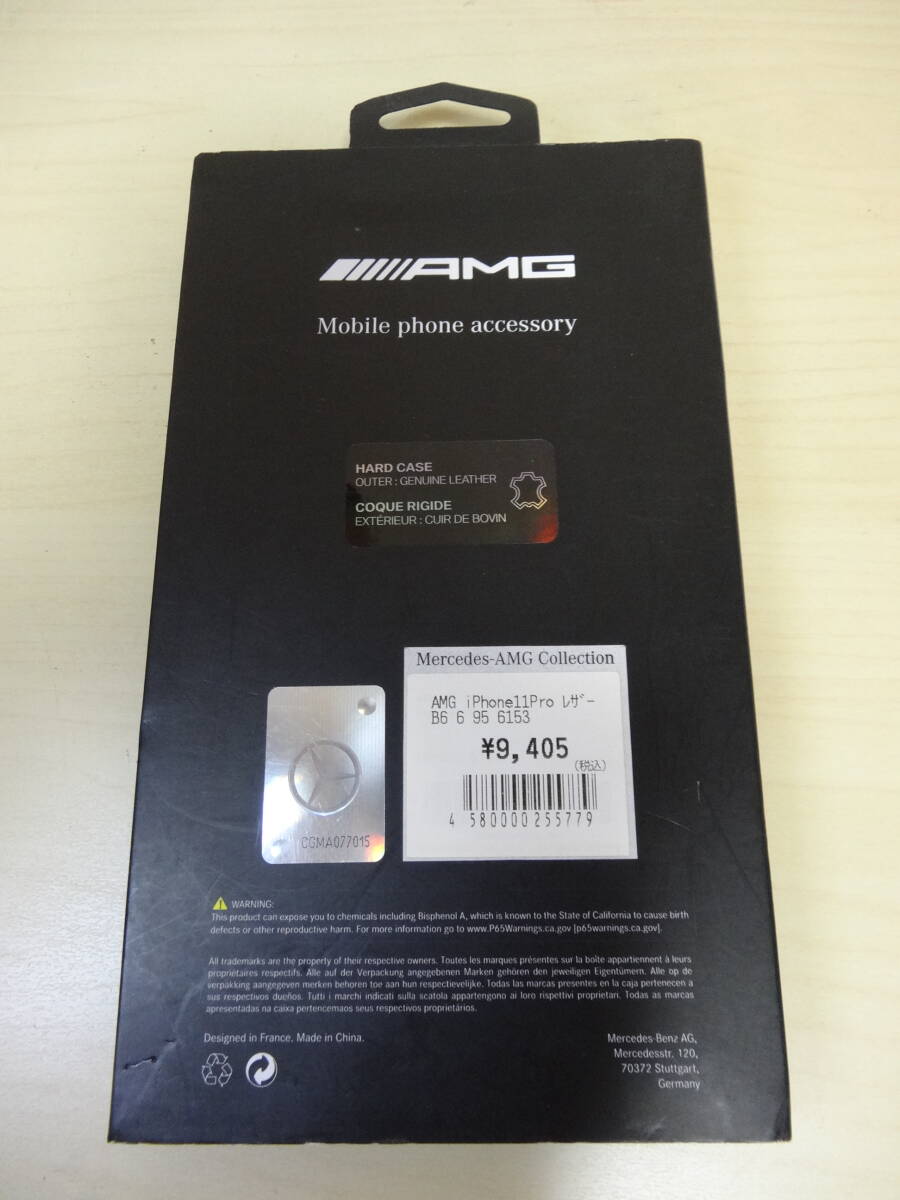 AMG
Mobile phone accessory
HARD CASE
OUTER : GENUINE LEATHER
COQUE RIGIDE
EXTÉRIEUR : CUIR DE BOVIN
Mercedes-AMG Collection
AMG iPhone11Pro ﾚｻﾞｰ
B6 6 95 6153
¥9,405
(税込)
4 580000 255779
CGMA077015
WARNING:
This product can expose you to chemicals including Bisphenol A, which is known to the State of California to cause birth
defects or other reproductive harm. For more information go to www.P65Warnings.ca.gov [p65warnings.ca.gov].
All trademarks are the property of their respective owners. Toutes les marques présentes sur la boîte appartiennent à leurs
propriétaires respectifs. Alle auf der Verpackung angegebenen Marken gehören den jeweiligen Eigentümern. Alle op de
verpakking aangegeven merken behoren toe aan hun respectievelijke. Todas las marcas presentes en la caja pertenecen a
sus respectivos dueños. Tutti i marchi indicati sulla scatola appartengono ai loro rispettivi proprietari. Todas as marcas
apresentadas na caixa pertencemaos seus respectivos proprietários.
Designed in France. Made in China.
Mercedes-Benz AG,
Mercedesstr. 120,
70372 Stuttgart,
Germany